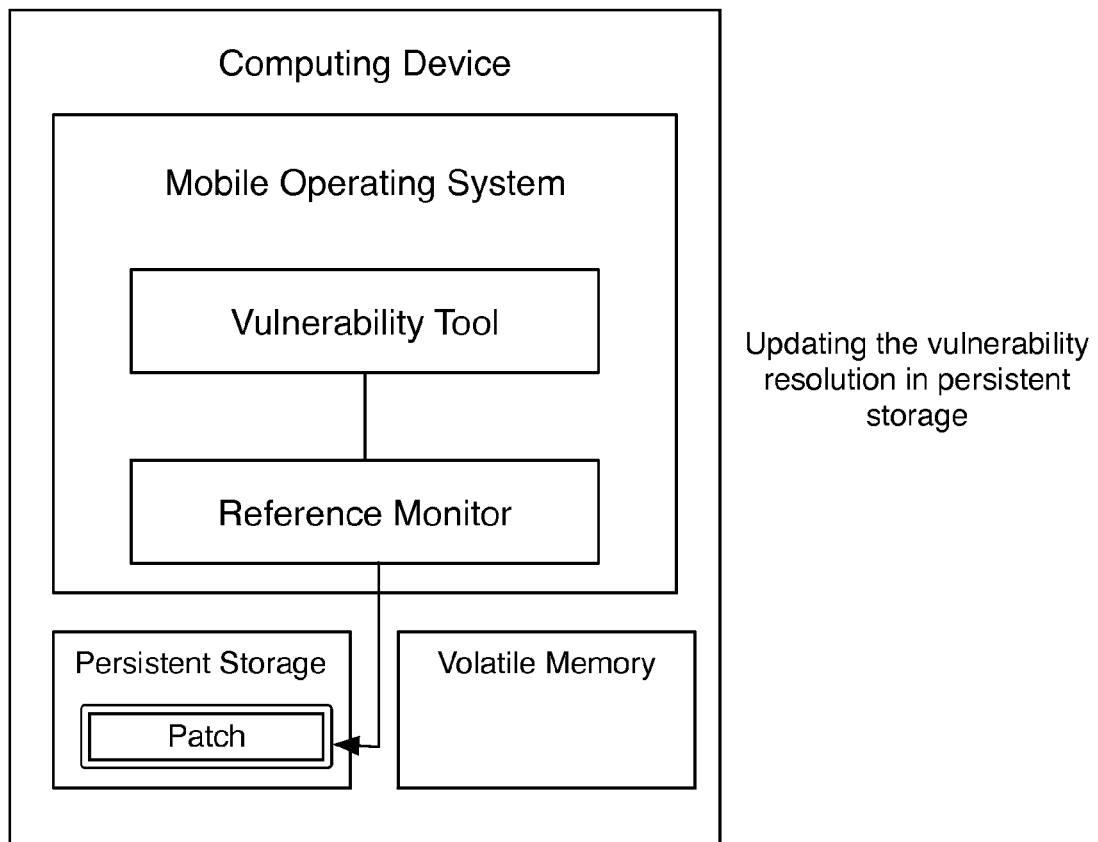 Computing Device
Mobile Operating System
Vulnerability Tool
Updating the vulnerability
resolution in persistent
storage
Reference Monitor
Persistent Storage
Volatile Memory
Patch